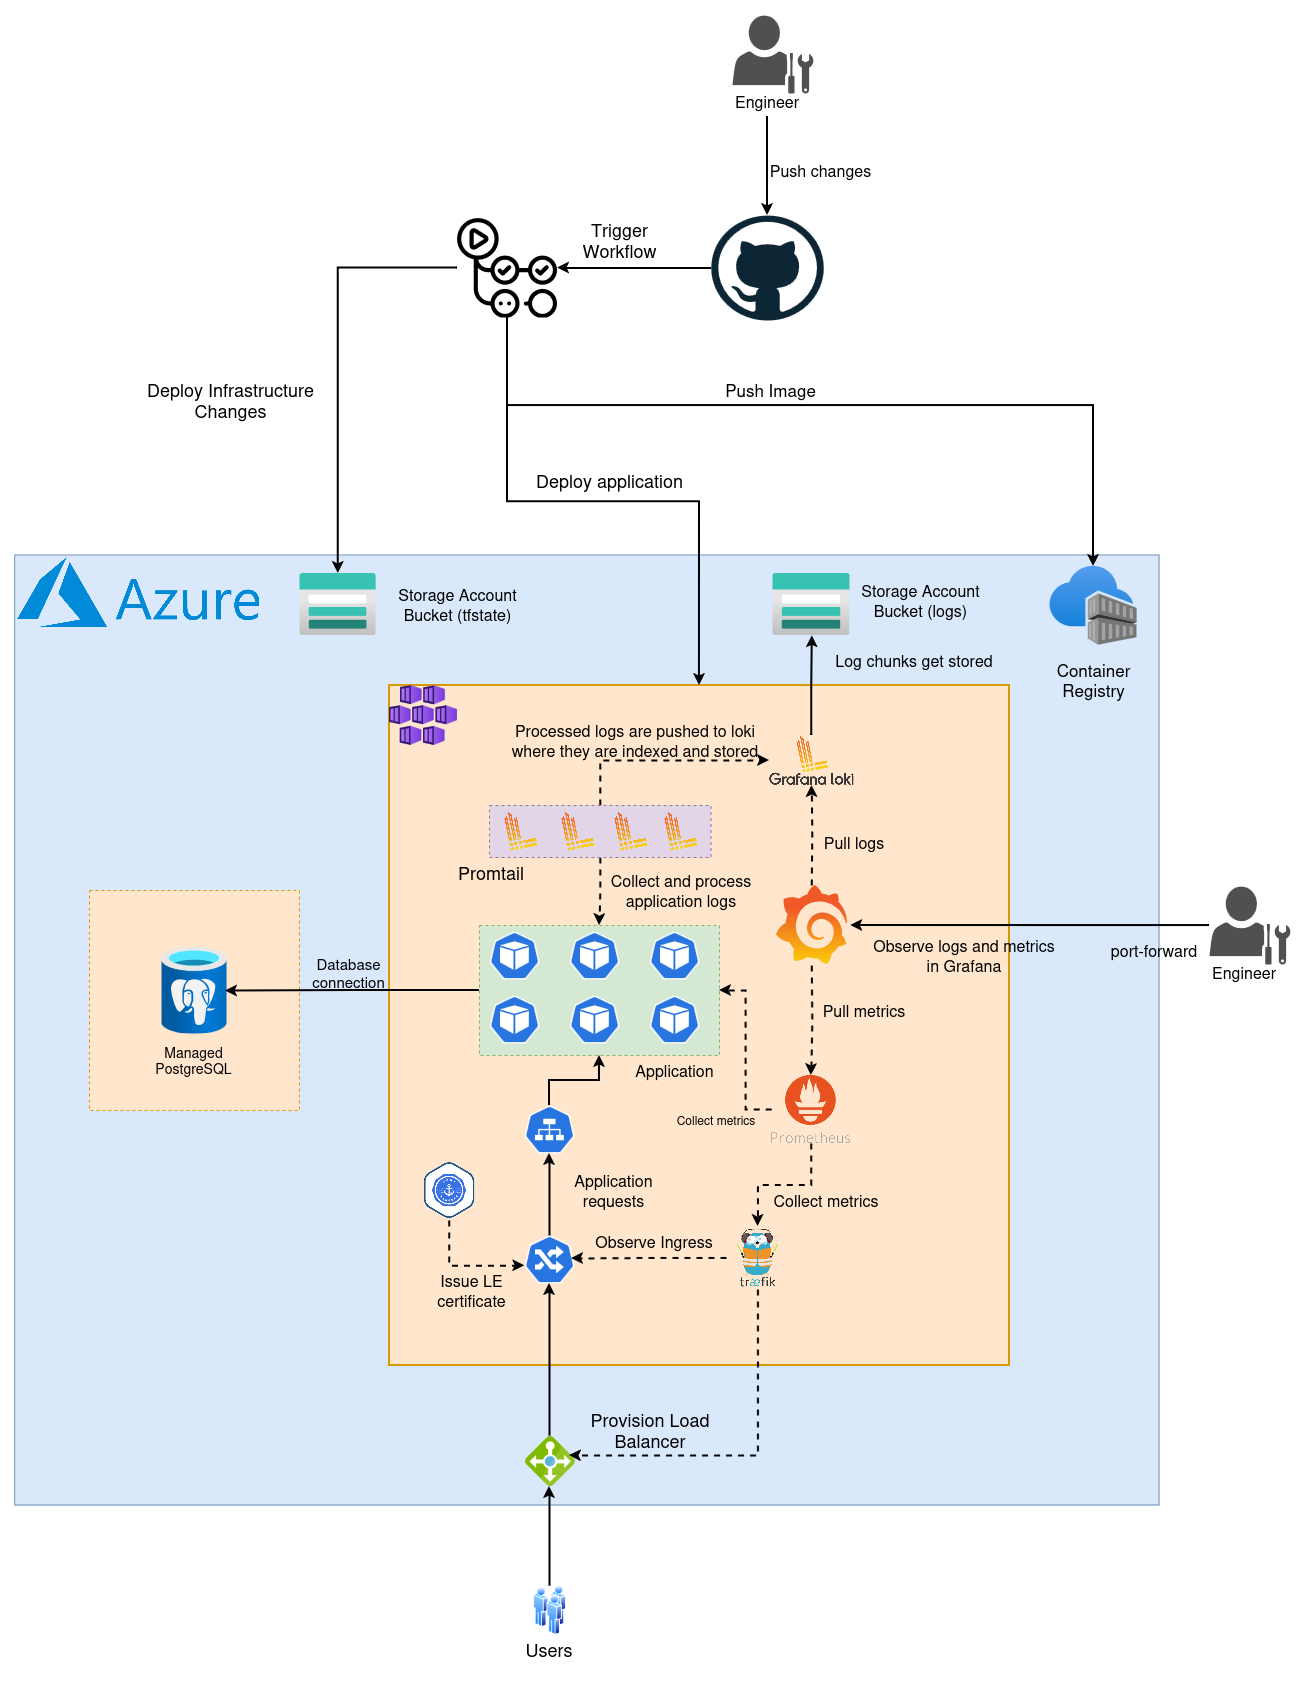 Engineer
Push changes
Trigger
Workflow
Deploy Infrastructure
Changes
Push Image
Deploy application
Azure
Storage Account
Bucket (tfstate)
Storage Account
Bucket (logs)
Log chunks get stored
Container
Registry
Processed logs are pushed to loki
where they are indexed and stored
Grafana loki
Pull logs
Promtail
Collect and process
application logs
Observe logs and metrics
in Grafana
port-forward
Engineer
Database
connection
Managed
PostgreSQL
Pull metrics
Application
Collect metrics
Prometheus
Application
requests
Collect metrics
Observe Ingress
træfik
Issue LE
certificate
Provision Load
Balancer
Users